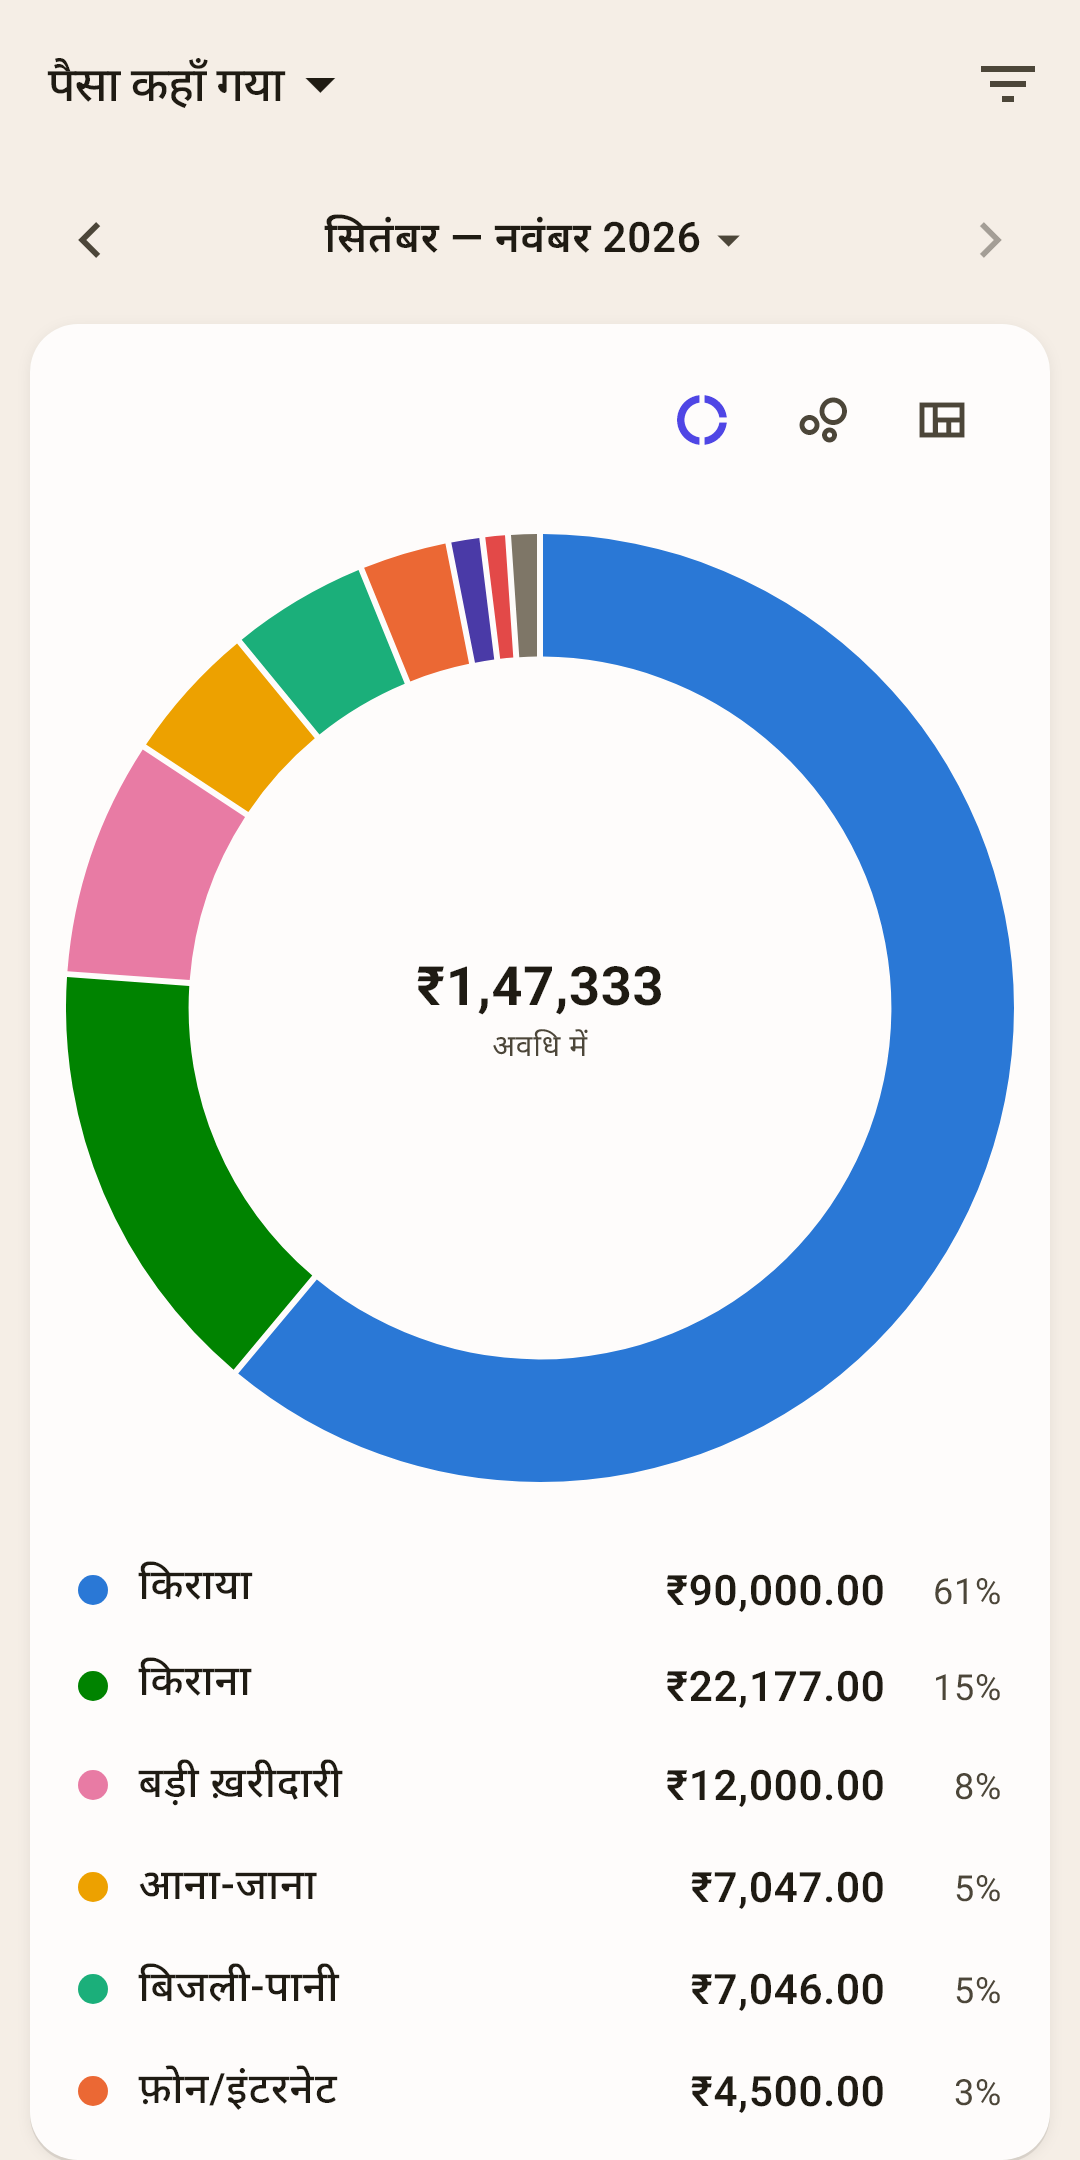 पैसा कहाँ गया
सितंबर — नवंबर 2026
₹1,47,333
अवधि में
किराया ₹90,000.00 61%
किराना ₹22,177.00 15%
बड़ी ख़रीदारी ₹12,000.00 8%
आना-जाना ₹7,047.00 5%
बिजली-पानी ₹7,046.00 5%
फ़ोन/इंटरनेट ₹4,500.00 3%